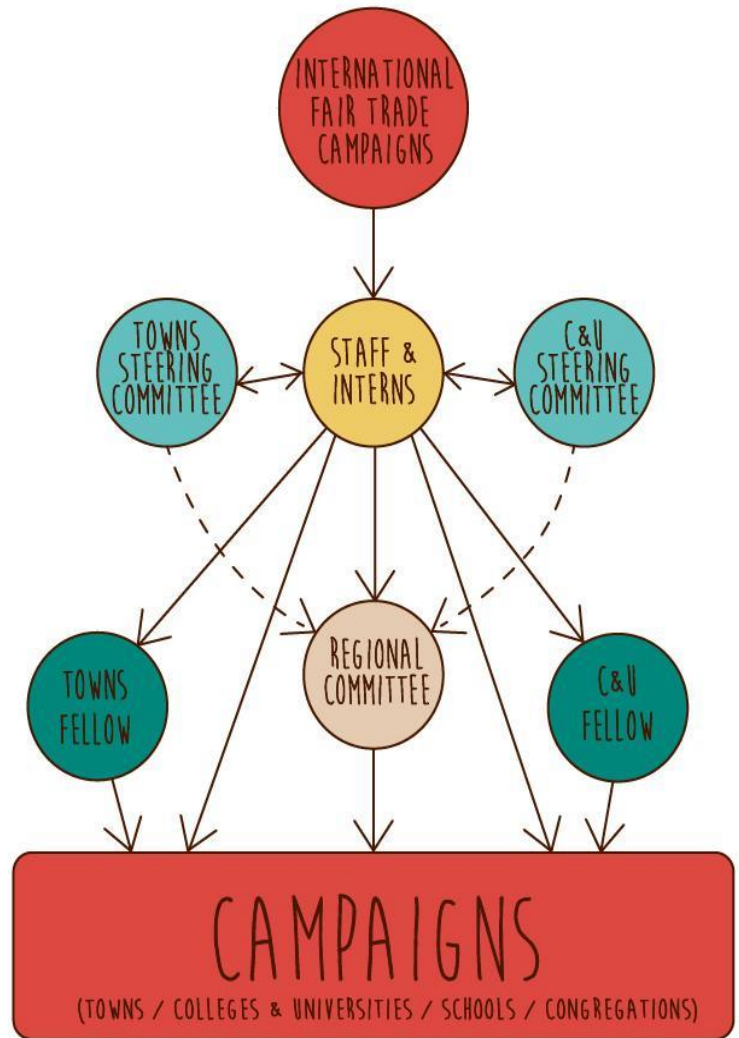 INTERNATIONAL
FAIR TRADE
CAMPAIGNS
TOWNS
STEERING
COMMITTEE
STAFF &
INTERNS
C&U
STEERING
COMMITTEE
TOWNS
FELLOW
REGIONAL
COMMITTEE
C&U
FELLOW
CAMPAIGNS
(TOWNS / COLLEGES & UNIVERSITIES / SCHOOLS / CONGREGATIONS)